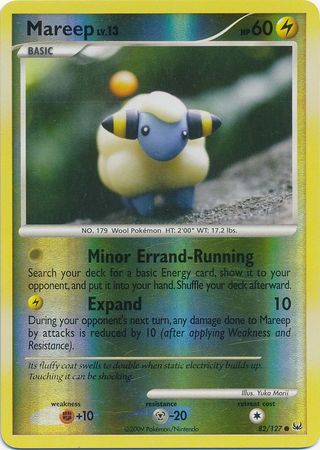 Mareep LV.13 HP 60
BASIC
NO. 179 Wool Pokémon HT: 2'00" WT: 17.2 lbs.
Minor Errand-Running
Search your deck for a basic Energy card, show it to
your opponent, and put it into your hand. Shuffle your deck afterward.
Expand 10
During your opponent's next turn, any damage done to Mareep
by attacks is reduced by 10 (after applying Weakness and
Resistance).
Its fluffy coat swells to double when static electricity builds up.
Touching it can be shocking.
Illus. Yuka Morii
weakness resistance retreat cost
+10 -20
©2009 Pokémon/Nintendo 82/127